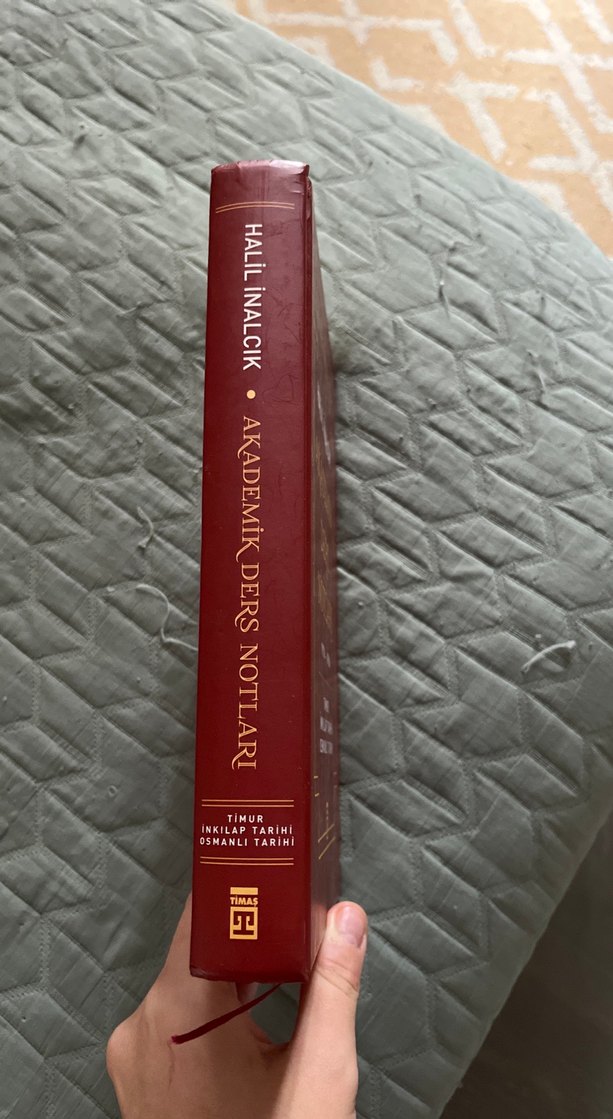 HALİL İNALCIK • AKADEMİK DERS NOTLARI
TİMUR
İNKILAP TARİHİ
OSMANLI TARİHİ
TİMAŞ